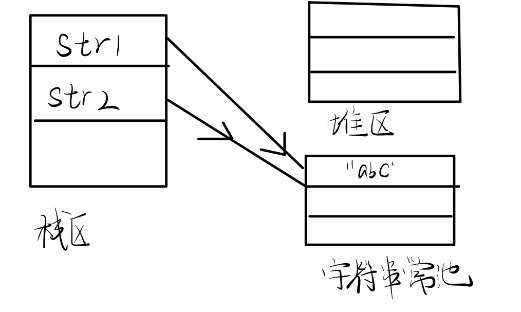 str1
str2
栈区
堆区
"abc"
字符串常池